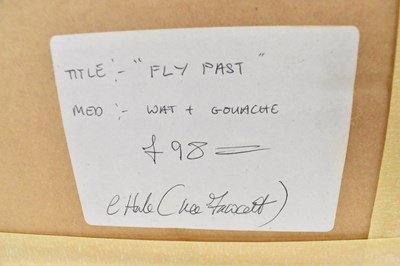 TITLE :- "FLY PAST"
MED :- WAT + GOUACHE
£98 =
C Hale (nee Fawcett)